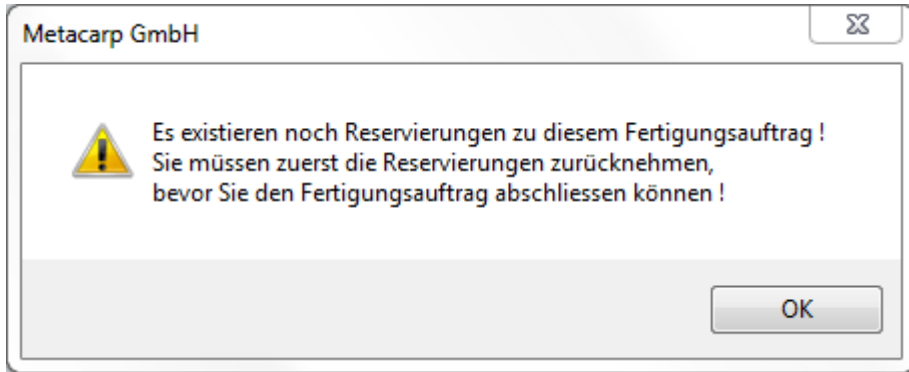 Metacarp GmbH
Es existieren noch Reservierungen zu diesem Fertigungsauftrag !
Sie müssen zuerst die Reservierungen zurücknehmen,
bevor Sie den Fertigungsauftrag abschliessen können !
OK